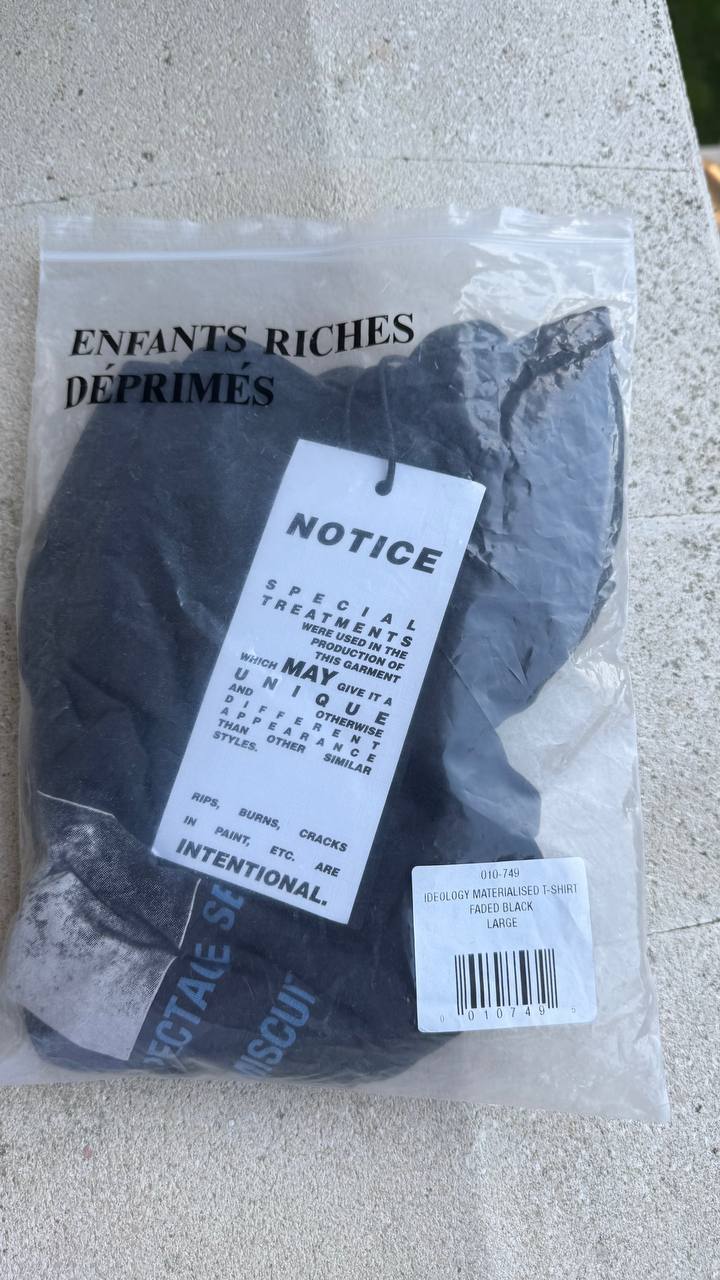 ENFANTS RICHES
DÉPRIMÉS
NOTICE
SPECIAL
TREATMENTS
WERE USED IN THE
PRODUCTION OF
THIS GARMENT
WHICH MAY GIVE IT A
UNIQUE
AND OTHERWISE
DIFFERENT
APPEARANCE
THAN OTHER SIMILAR
STYLES.
RIPS, BURNS, CRACKS
IN PAINT, ETC. ARE
INTENTIONAL.
010-749
IDEOLOGY MATERIALISED T-SHIRT
FADED BLACK
LARGE
0 010749 5
MISCUIT